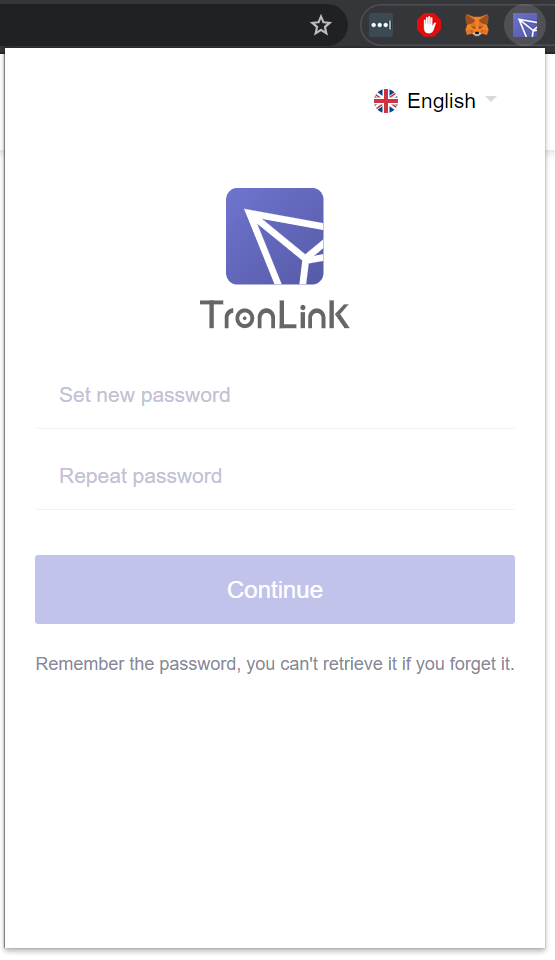 English
TronLink
Set new password
Repeat password
Continue
Remember the password, you can't retrieve it if you forget it.